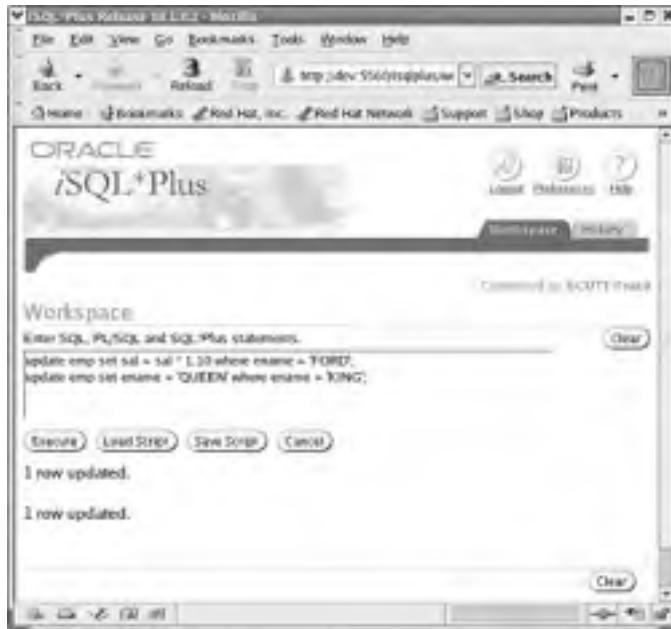 iSQL*Plus Release 10.1.0.2 - Mozilla
File Edit View Go Bookmarks Tools Window Help
Back Reload http://dev:5560/isqlplus/ Search Print
Home Bookmarks Red Hat, Inc. Red Hat Network Support Shop Products
ORACLE
iSQL*Plus
Logout Preferences Help
Workspace History
Connected as SCOTT
Workspace
Enter SQL, PL/SQL and SQL*Plus statements.
Clear
update emp set sal = sal * 1.10 where ename = 'FORD';
update emp set ename = 'QUEEN' where ename = 'KING';
Execute Load Script Save Script Cancel
1 row updated.
1 row updated.
Clear